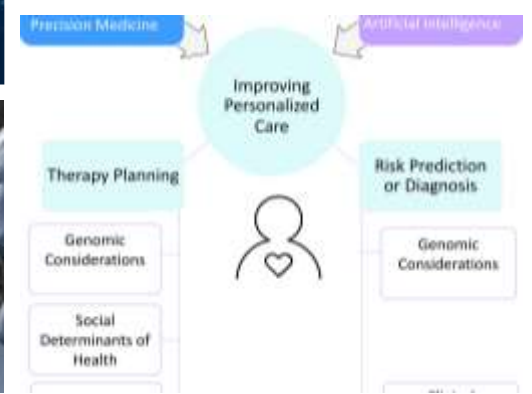 Precision Medicine
Artificial Intelligence
Improving
Personalized
Care
Therapy Planning
Risk Prediction
or Diagnosis
Genomic
Considerations
Genomic
Considerations
Social
Determinants of
Health